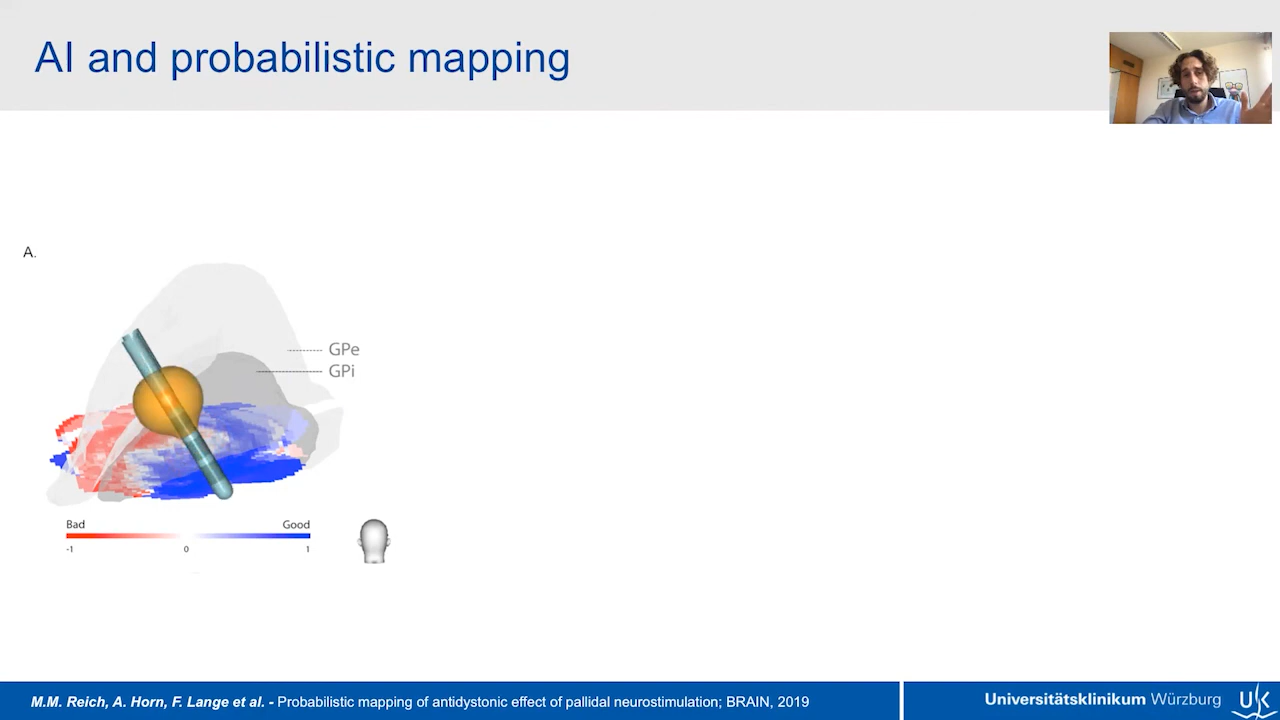 AI and probabilistic mapping
A.
GPe
GPi
Bad Good
-1 0 1
M.M. Reich, A. Horn, F. Lange et al. - Probabilistic mapping of antidystonic effect of pallidal neurostimulation; BRAIN, 2019
Universitätsklinikum Würzburg
UK